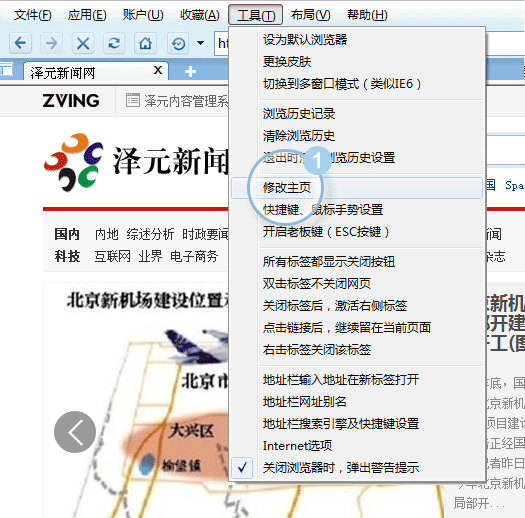 文件(F) 应用(E) 账户(U) 收藏(A) 工具(T) 布局(V) 帮助(H)
泽元新闻网 X
ZVING 泽元内容管理系
泽元新闻
国内 内地 综述分析 时政要闻
科技 互联网 业界 电子商务
北京新机场建设位置
北京市
大兴区
榆垡镇
设为默认浏览器
更换皮肤
切换到多窗口模式（类似IE6）
浏览历史记录
清除浏览历史
退出时 浏览历史设置
1
修改主页
快捷键、鼠标手势设置
开启老板键（ESC按键）
所有标签都显示关闭按钮
双击标签不关闭网页
关闭标签后，激活右侧标签
点击链接后，继续留在当前页面
右击标签关闭该标签
地址栏输入地址在新标签打开
地址栏网址别名
地址栏搜索引擎及快捷键设置
Internet选项
关闭浏览器时，弹出警告提示
国 Spa
新闻
杂志
京新机
部开建
工(图
年底，国
北京新机
项目建设
正经国
记者昨日
局部开...